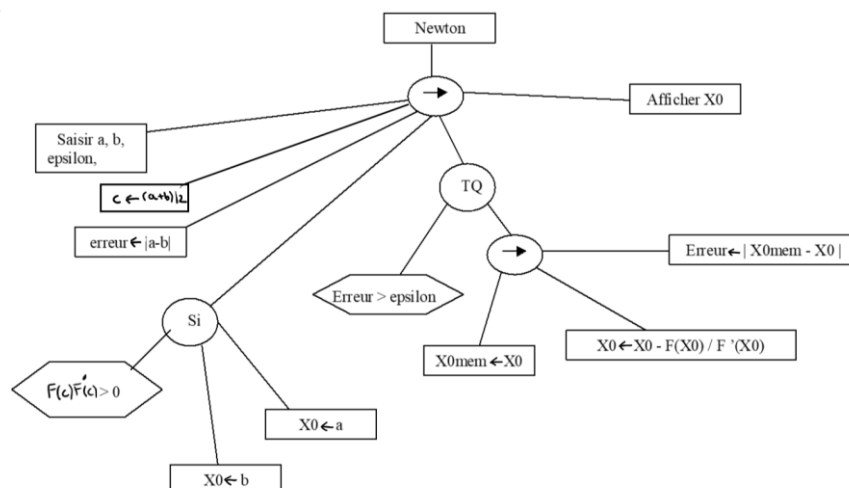 Newton
Afficher X0
Saisir a, b,
epsilon,
c ← (a+b)/2
erreur ← |a-b|
TQ
Erreur ← | X0mem - X0 |
Erreur > epsilon
Si
X0 ← X0 - F(X0) / F '(X0)
X0mem ← X0
F(c)F'(c) > 0
X0 ← a
X0 ← b